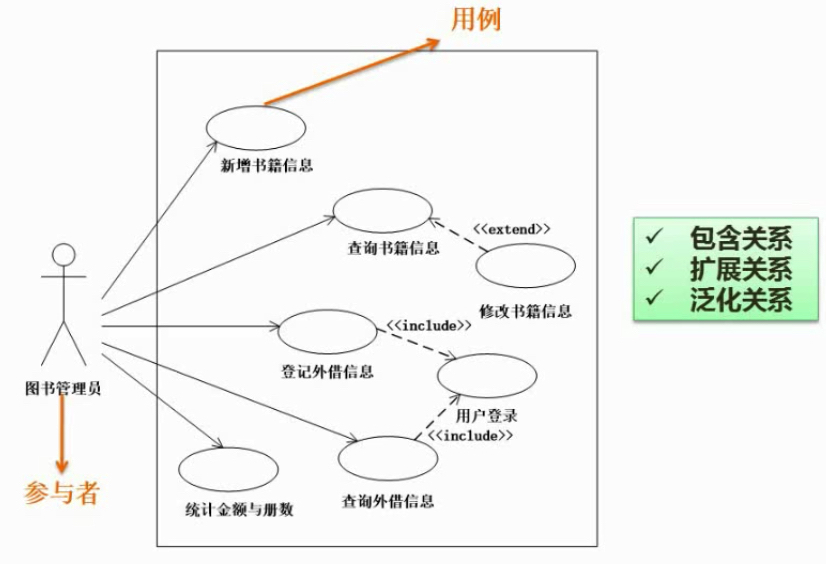 用例
新增书籍信息
<<extend>>
查询书籍信息
修改书籍信息
<<include>>
登记外借信息
用户登录
<<include>>
查询外借信息
统计金额与册数
图书管理员
参与者
✓ 包含关系
✓ 扩展关系
✓ 泛化关系